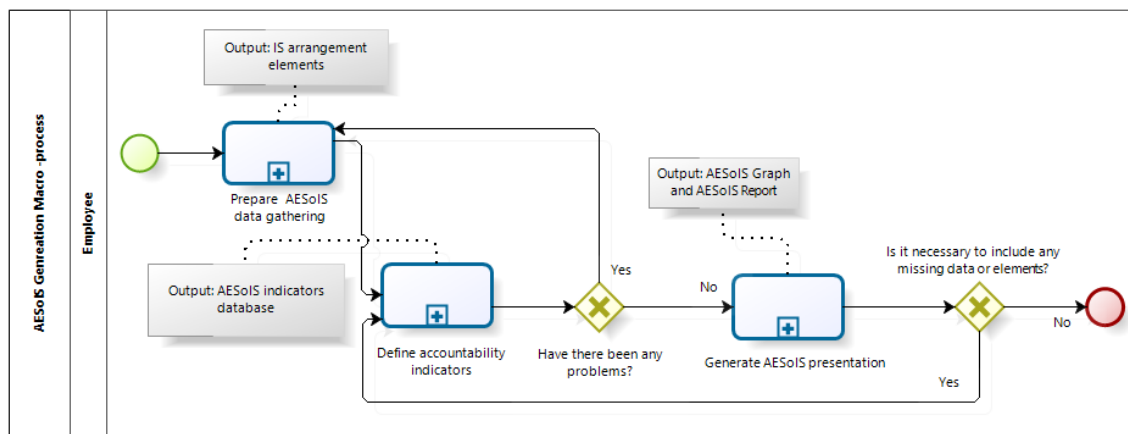 AESoIS Genreation Macro -process
Employee
Output: IS arrangement
elements
Prepare AESoIS
data gathering
Output: AESoIS indicators
database
Define accountability
indicators
Yes
Have there been any
problems?
No
Output: AESoIS Graph
and AESoIS Report
Generate AESoIS presentation
Is it necessary to include any
missing data or elements?
No
Yes